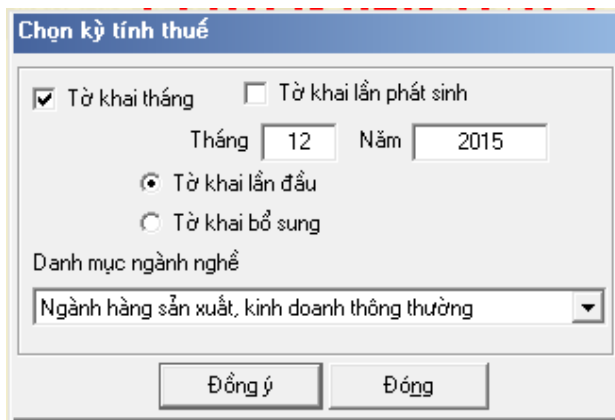 Chọn kỳ tính thuế
Tờ khai tháng Tờ khai lần phát sinh
Tháng 12 Năm 2015
Tờ khai lần đầu
Tờ khai bổ sung
Danh mục ngành nghề
Ngành hàng sản xuất, kinh doanh thông thường
Đồng ý Đóng